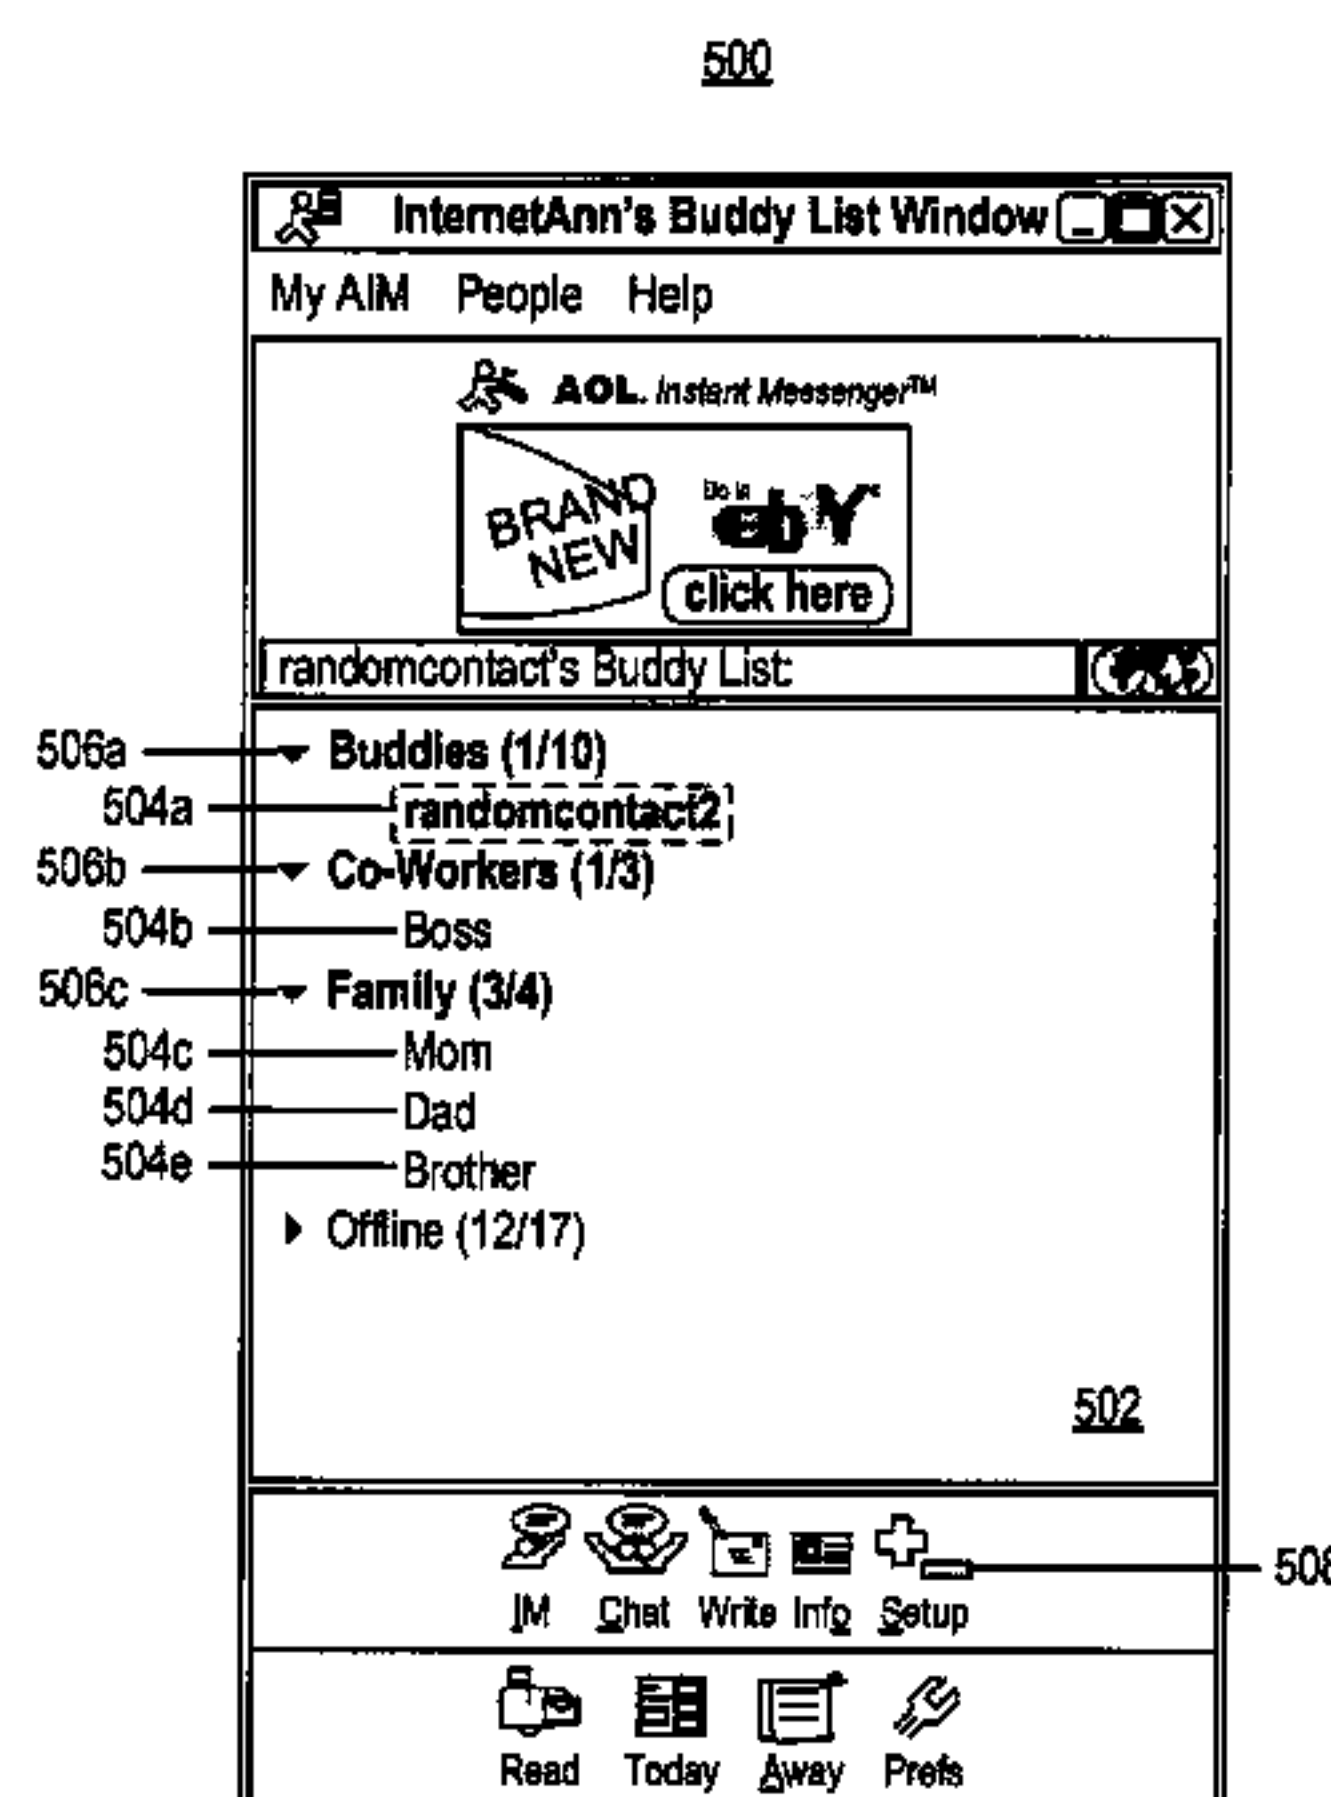 500
InternetAnn's Buddy List Window
My AIM People Help
AOL. Instant Messenger™
BRAND
NEW
click here
randomcontact's Buddy List:
506a Buddies (1/10)
504a randomcontact2
506b Co-Workers (1/3)
504b Boss
506c Family (3/4)
504c Mom
504d Dad
504e Brother
Offline (12/17)
502
508
IM Chat Write Info Setup
Read Today Away Prefs